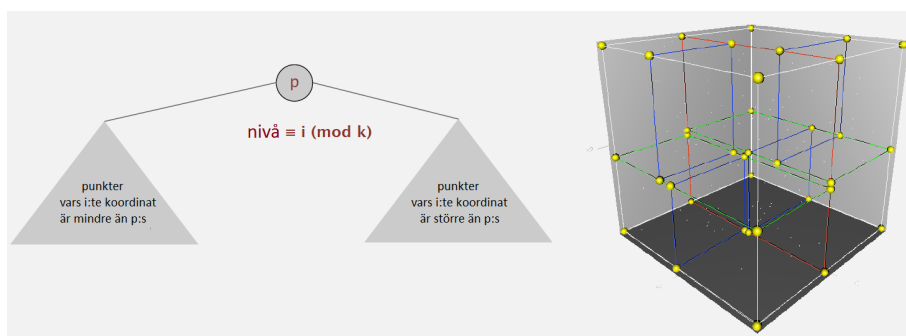 p
nivå ≡ i (mod k)
punkter
vars i:te koordinat
är mindre än p:s
punkter
vars i:te koordinat
är större än p:s